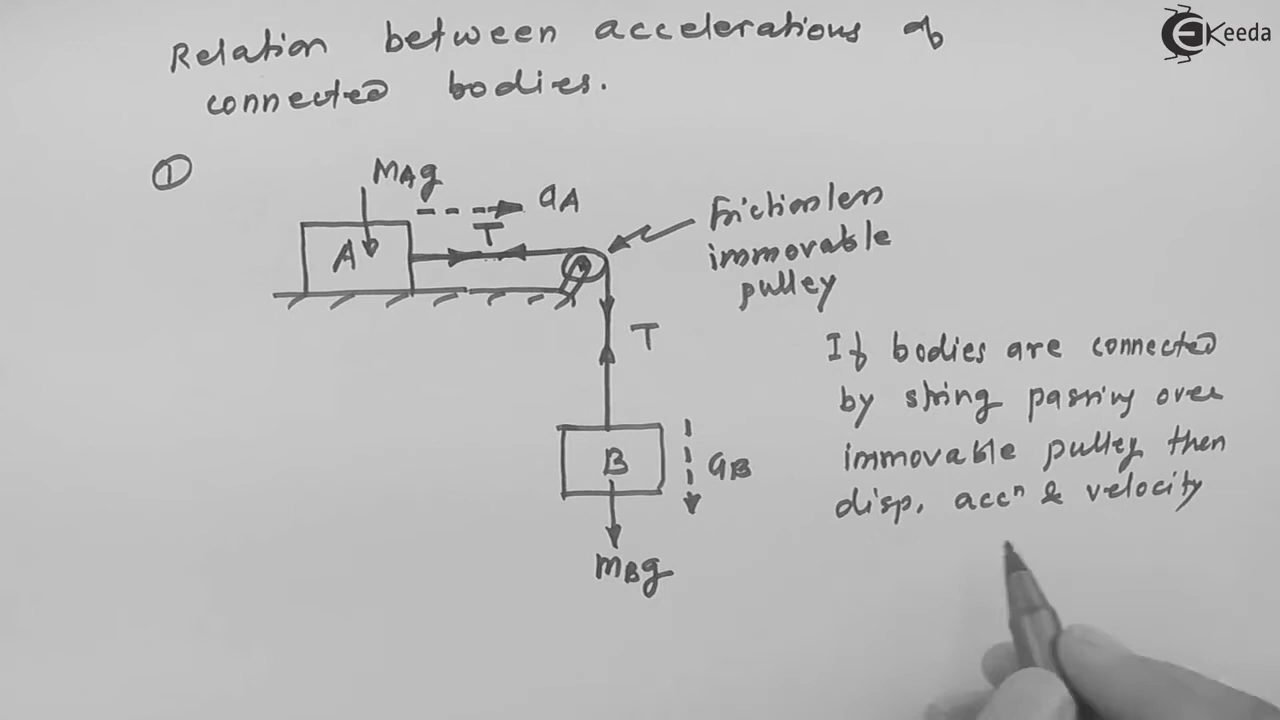 Relation between accelerations of
connected bodies.
EKeeda
①
MAg
aA
T
A
Frictionless
immovable
pulley
T
B
aB
mBg
If bodies are connected
by string passing over
immovable pulley then
disp, accⁿ & velocity